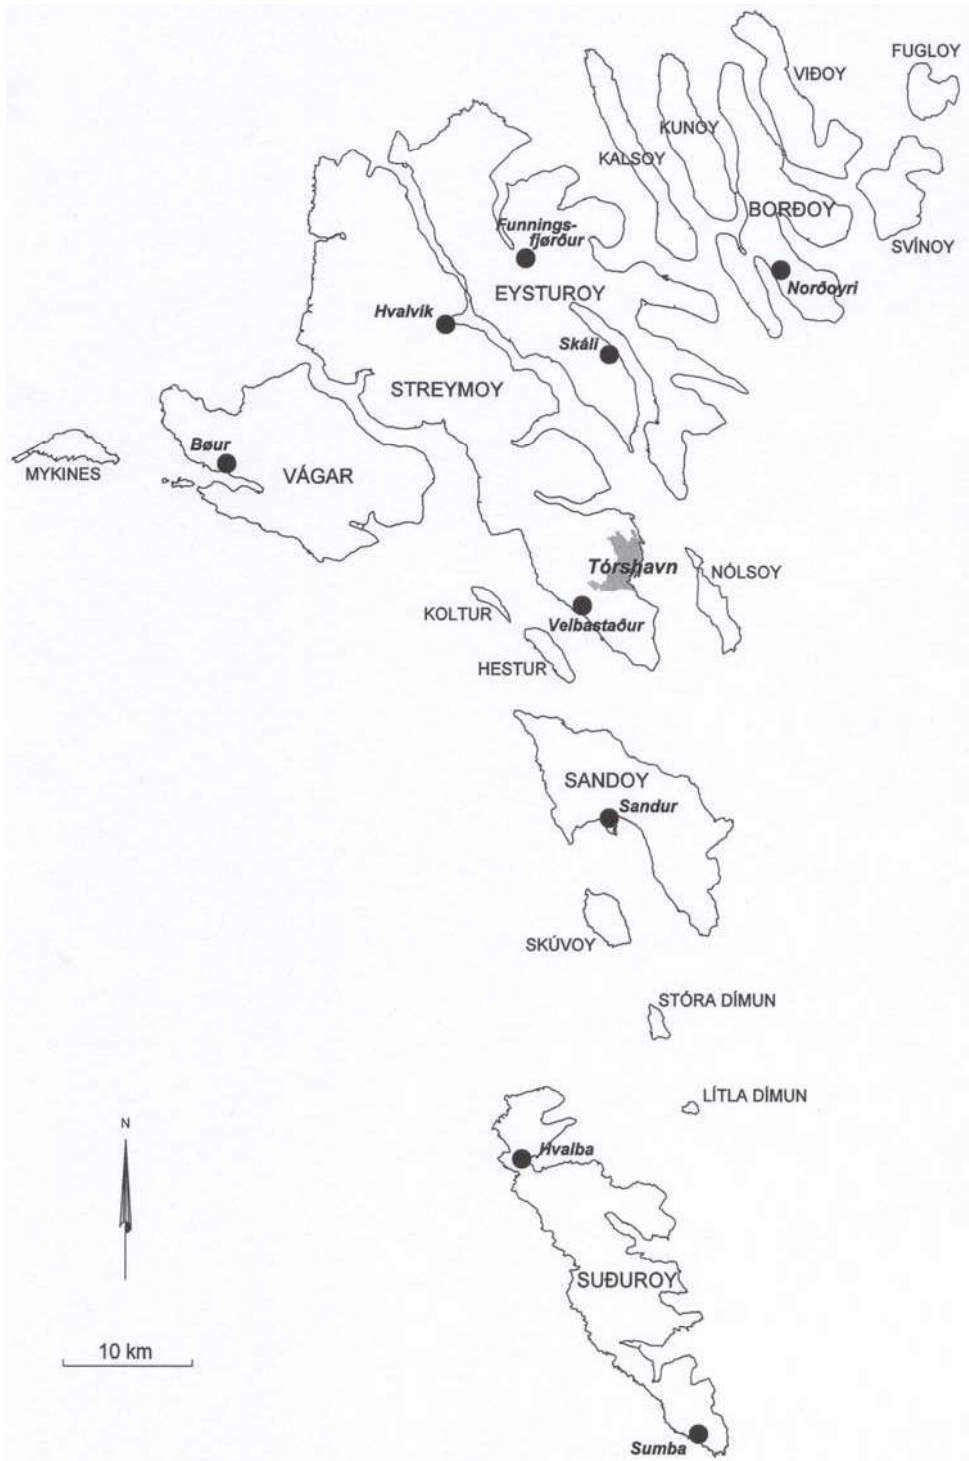 FUGLOY
VIÐOY
KUNOY
KALSOY
BORÐOY
SVÍNOY
Funnings-
fjørður
Norðoyri
EYSTUROY
Hvalvík
Skáli
STREYMOY
Bøur
MYKINES
VÁGAR
Tórshavn
NÓLSOY
KOLTUR
Velbastaður
HESTUR
SANDOY
Sandur
SKÚVOY
STÓRA DÍMUN
LÍTLA DÍMUN
N
Hvalba
SUÐUROY
10 km
Sumba